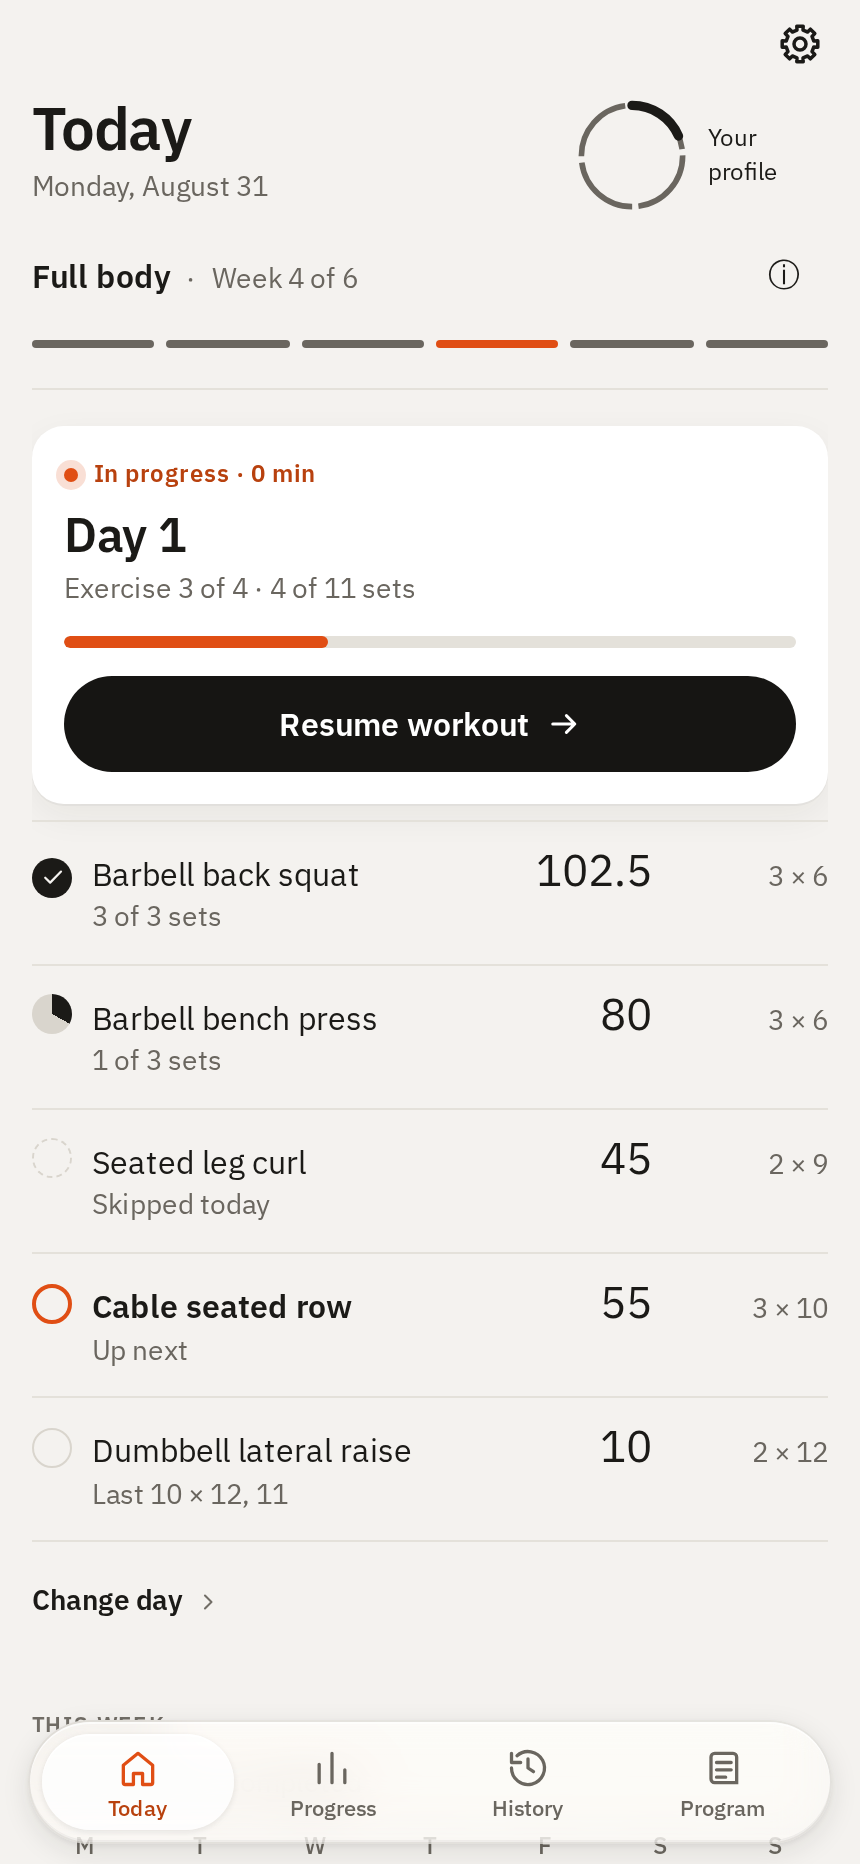 Today
Monday, August 31
Your
profile
Full body · Week 4 of 6
In progress · 0 min
Day 1
Exercise 3 of 4 · 4 of 11 sets
Resume workout →
Barbell back squat 102.5 3 × 6
3 of 3 sets
Barbell bench press 80 3 × 6
1 of 3 sets
Seated leg curl 45 2 × 9
Skipped today
Cable seated row 55 3 × 10
Up next
Dumbbell lateral raise 10 2 × 12
Last 10 × 12, 11
Change day
THIS WEEK
Today Progress History Program
M T W T F S S